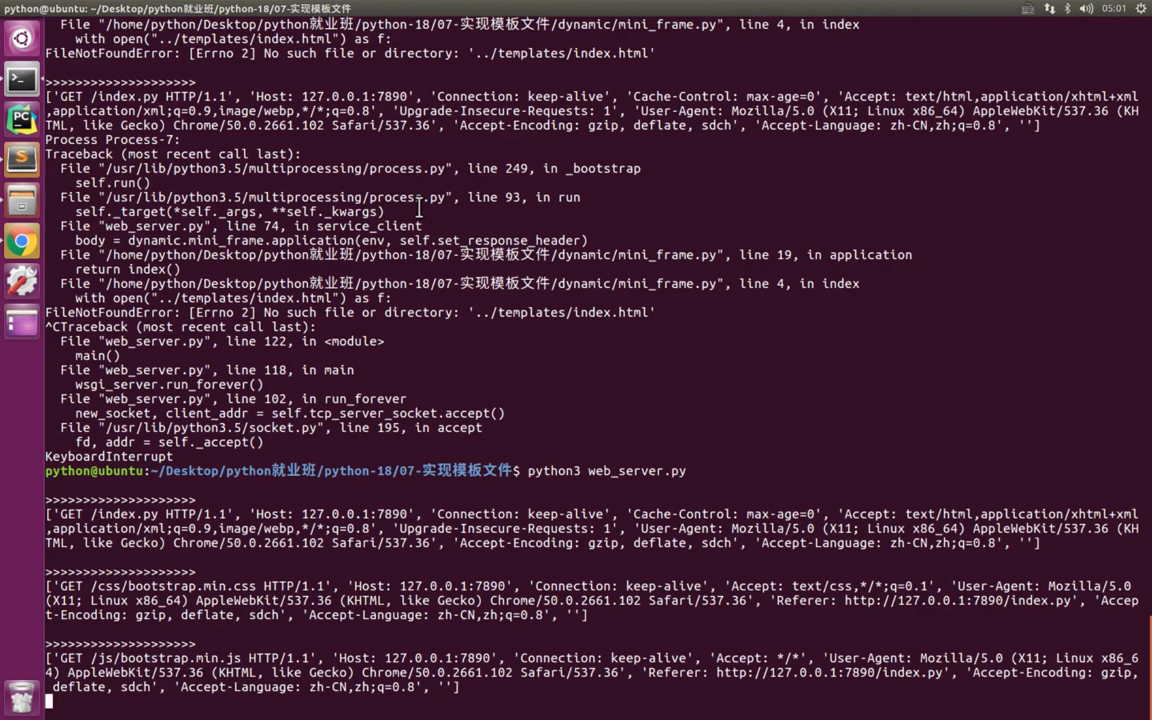 python@ubuntu: ~/Desktop/python就业班/python-18/07-实现模板文件
05:01
File "/home/python/Desktop/python就业班/python-18/07-实现模板文件/dynamic/mini_frame.py", line 4, in index
with open("../templates/index.html") as f:
FileNotFoundError: [Errno 2] No such file or directory: '../templates/index.html'
>>>>>>>>>>>>>>>>>>>>
['GET /index.py HTTP/1.1', 'Host: 127.0.0.1:7890', 'Connection: keep-alive', 'Cache-Control: max-age=0', 'Accept: text/html,application/xhtml+xml
,application/xml;q=0.9,image/webp,*/*;q=0.8', 'Upgrade-Insecure-Requests: 1', 'User-Agent: Mozilla/5.0 (X11; Linux x86_64) AppleWebKit/537.36 (KH
TML, like Gecko) Chrome/50.0.2661.102 Safari/537.36', 'Accept-Encoding: gzip, deflate, sdch', 'Accept-Language: zh-CN,zh;q=0.8', '']
Process Process-7:
Traceback (most recent call last):
File "/usr/lib/python3.5/multiprocessing/process.py", line 249, in _bootstrap
self.run()
File "/usr/lib/python3.5/multiprocessing/process.py", line 93, in run
self._target(*self._args, **self._kwargs)
File "web_server.py", line 74, in service_client
body = dynamic.mini_frame.application(env, self.set_response_header)
File "/home/python/Desktop/python就业班/python-18/07-实现模板文件/dynamic/mini_frame.py", line 19, in application
return index()
File "/home/python/Desktop/python就业班/python-18/07-实现模板文件/dynamic/mini_frame.py", line 4, in index
with open("../templates/index.html") as f:
FileNotFoundError: [Errno 2] No such file or directory: '../templates/index.html'
^CTraceback (most recent call last):
File "web_server.py", line 122, in <module>
main()
File "web_server.py", line 118, in main
wsgi_server.run_forever()
File "web_server.py", line 102, in run_forever
new_socket, client_addr = self.tcp_server_socket.accept()
File "/usr/lib/python3.5/socket.py", line 195, in accept
fd, addr = self._accept()
KeyboardInterrupt
python@ubuntu:~/Desktop/python就业班/python-18/07-实现模板文件$ python3 web_server.py
>>>>>>>>>>>>>>>>>>>>
['GET /index.py HTTP/1.1', 'Host: 127.0.0.1:7890', 'Connection: keep-alive', 'Cache-Control: max-age=0', 'Accept: text/html,application/xhtml+xml
,application/xml;q=0.9,image/webp,*/*;q=0.8', 'Upgrade-Insecure-Requests: 1', 'User-Agent: Mozilla/5.0 (X11; Linux x86_64) AppleWebKit/537.36 (KH
TML, like Gecko) Chrome/50.0.2661.102 Safari/537.36', 'Accept-Encoding: gzip, deflate, sdch', 'Accept-Language: zh-CN,zh;q=0.8', '']
>>>>>>>>>>>>>>>>>>>>
['GET /css/bootstrap.min.css HTTP/1.1', 'Host: 127.0.0.1:7890', 'Connection: keep-alive', 'Accept: text/css,*/*;q=0.1', 'User-Agent: Mozilla/5.0
(X11; Linux x86_64) AppleWebKit/537.36 (KHTML, like Gecko) Chrome/50.0.2661.102 Safari/537.36', 'Referer: http://127.0.0.1:7890/index.py', 'Accep
t-Encoding: gzip, deflate, sdch', 'Accept-Language: zh-CN,zh;q=0.8', '']
>>>>>>>>>>>>>>>>>>>>
['GET /js/bootstrap.min.js HTTP/1.1', 'Host: 127.0.0.1:7890', 'Connection: keep-alive', 'Accept: */*', 'User-Agent: Mozilla/5.0 (X11; Linux x86_6
4) AppleWebKit/537.36 (KHTML, like Gecko) Chrome/50.0.2661.102 Safari/537.36', 'Referer: http://127.0.0.1:7890/index.py', 'Accept-Encoding: gzip,
deflate, sdch', 'Accept-Language: zh-CN,zh;q=0.8', '']